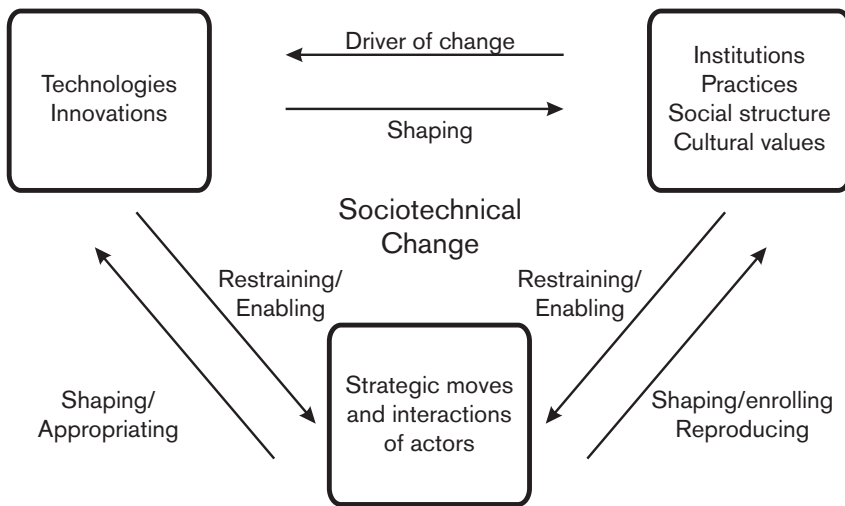 Driver of change
Technologies
Innovations
Institutions
Practices
Social structure
Cultural values
Shaping
Sociotechnical
Change
Restraining/
Enabling
Restraining/
Enabling
Strategic moves
and interactions
of actors
Shaping/
Appropriating
Shaping/enrolling
Reproducing